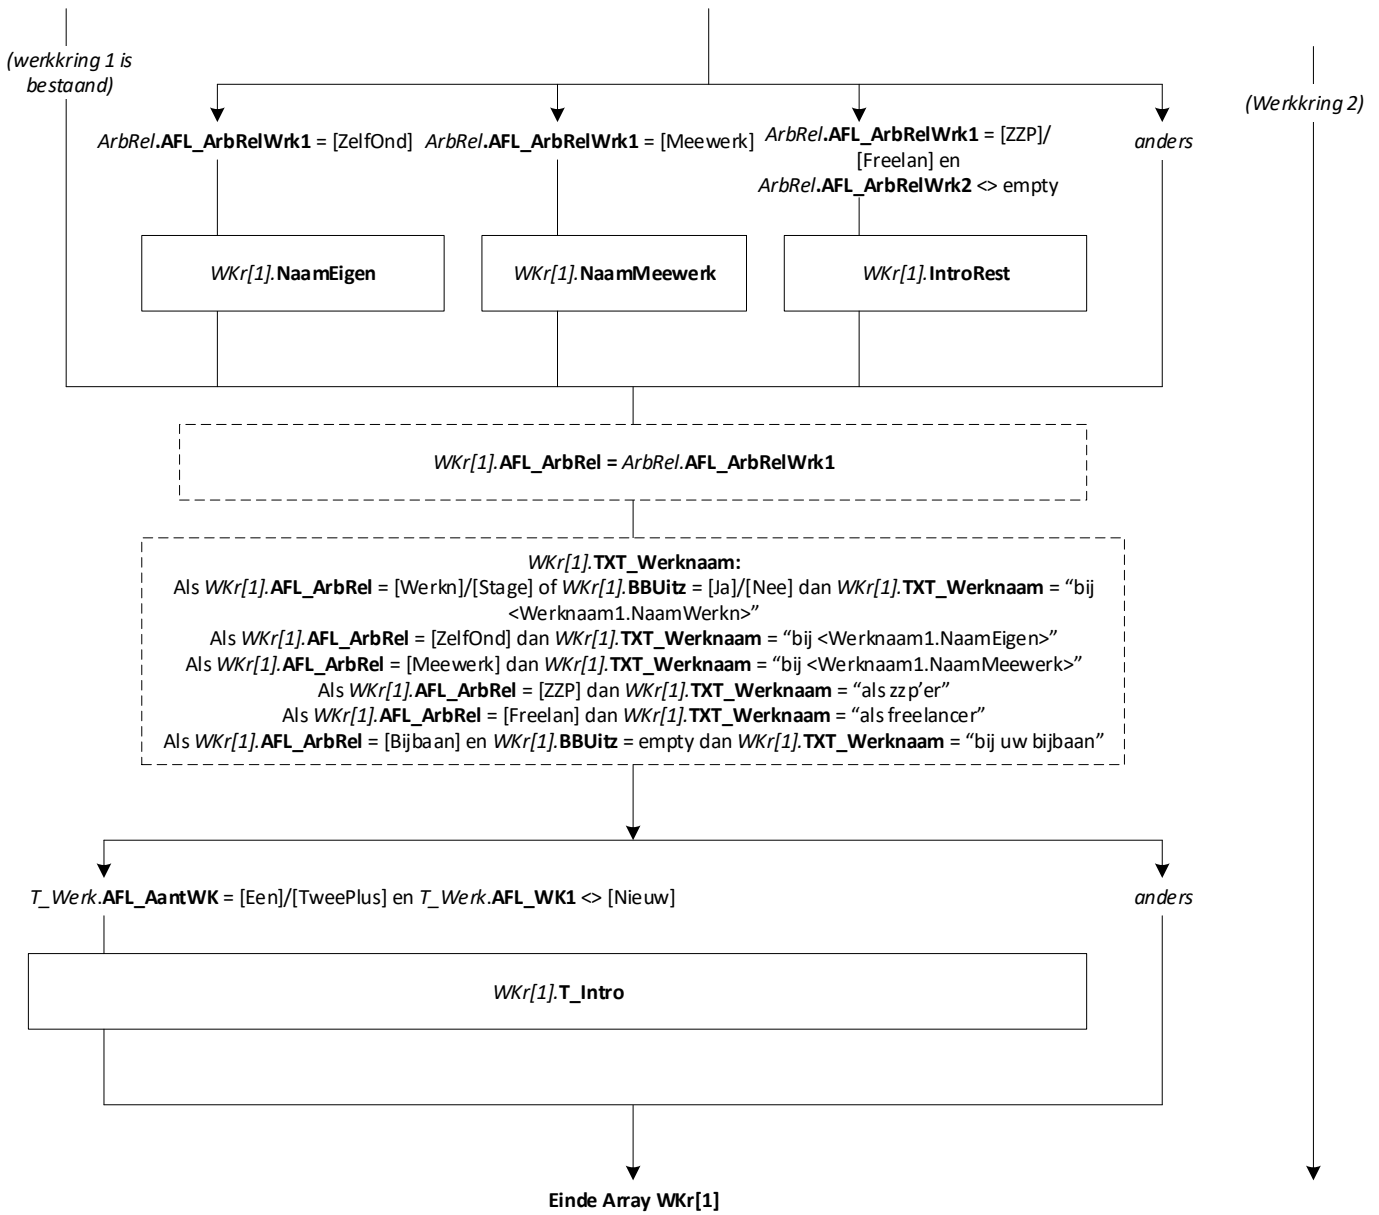 (werkkring 1 is
bestaand)
(Werkkring 2)
ArbRel.AFL_ArbRelWrk1 = [ZelfOnd]
ArbRel.AFL_ArbRelWrk1 = [Meewerk]
ArbRel.AFL_ArbRelWrk1 = [ZZP]/
[Freelan] en
ArbRel.AFL_ArbRelWrk2 <> empty
anders
WKr[1].NaamEigen
WKr[1].NaamMeewerk
WKr[1].IntroRest
WKr[1].AFL_ArbRel = ArbRel.AFL_ArbRelWrk1
WKr[1].TXT_Werknaam:
Als WKr[1].AFL_ArbRel = [Werkn]/[Stage] of WKr[1].BBUitz = [Ja]/[Nee] dan WKr[1].TXT_Werknaam = “bij
<Werknaam1.NaamWerkn>”
Als WKr[1].AFL_ArbRel = [ZelfOnd] dan WKr[1].TXT_Werknaam = “bij <Werknaam1.NaamEigen>”
Als WKr[1].AFL_ArbRel = [Meewerk] dan WKr[1].TXT_Werknaam = “bij <Werknaam1.NaamMeewerk>”
Als WKr[1].AFL_ArbRel = [ZZP] dan WKr[1].TXT_Werknaam = “als zzp’er”
Als WKr[1].AFL_ArbRel = [Freelan] dan WKr[1].TXT_Werknaam = “als freelancer”
Als WKr[1].AFL_ArbRel = [Bijbaan] en WKr[1].BBUitz = empty dan WKr[1].TXT_Werknaam = “bij uw bijbaan”
T_Werk.AFL_AantWK = [Een]/[TweePlus] en T_Werk.AFL_WK1 <> [Nieuw]
anders
WKr[1].T_Intro
Einde Array WKr[1]